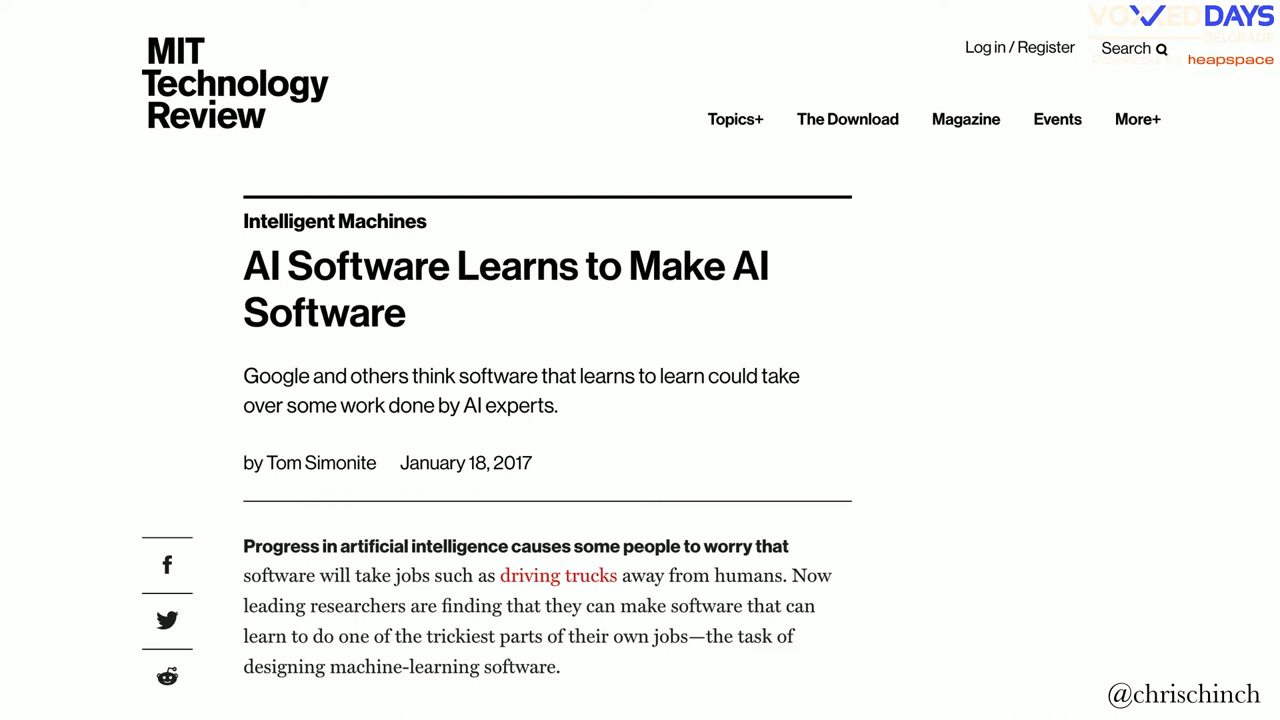 VOXXED DAYS
BELGRADE
Powered by
heapspace
MIT
Technology
Review
Log in / Register
Search
Topics+
The Download
Magazine
Events
More+
Intelligent Machines
AI Software Learns to Make AI
Software
Google and others think software that learns to learn could take
over some work done by AI experts.
by Tom Simonite January 18, 2017
Progress in artificial intelligence causes some people to worry that
software will take jobs such as driving trucks away from humans. Now
leading researchers are finding that they can make software that can
learn to do one of the trickiest parts of their own jobs—the task of
designing machine-learning software.
@chrischinch